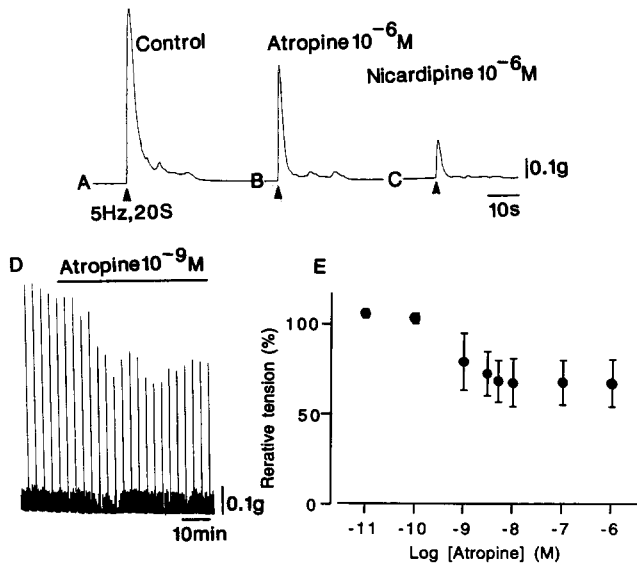 Control
Atropine 10⁻⁶M
Nicardipine 10⁻⁶M
A
B
C
0.1g
5Hz,20S
10s
D
Atropine 10⁻⁹M
0.1g
10min
E
Rerative tension (%)
100
50
0
-11 -10 -9 -8 -7 -6
Log [Atropine] (M)